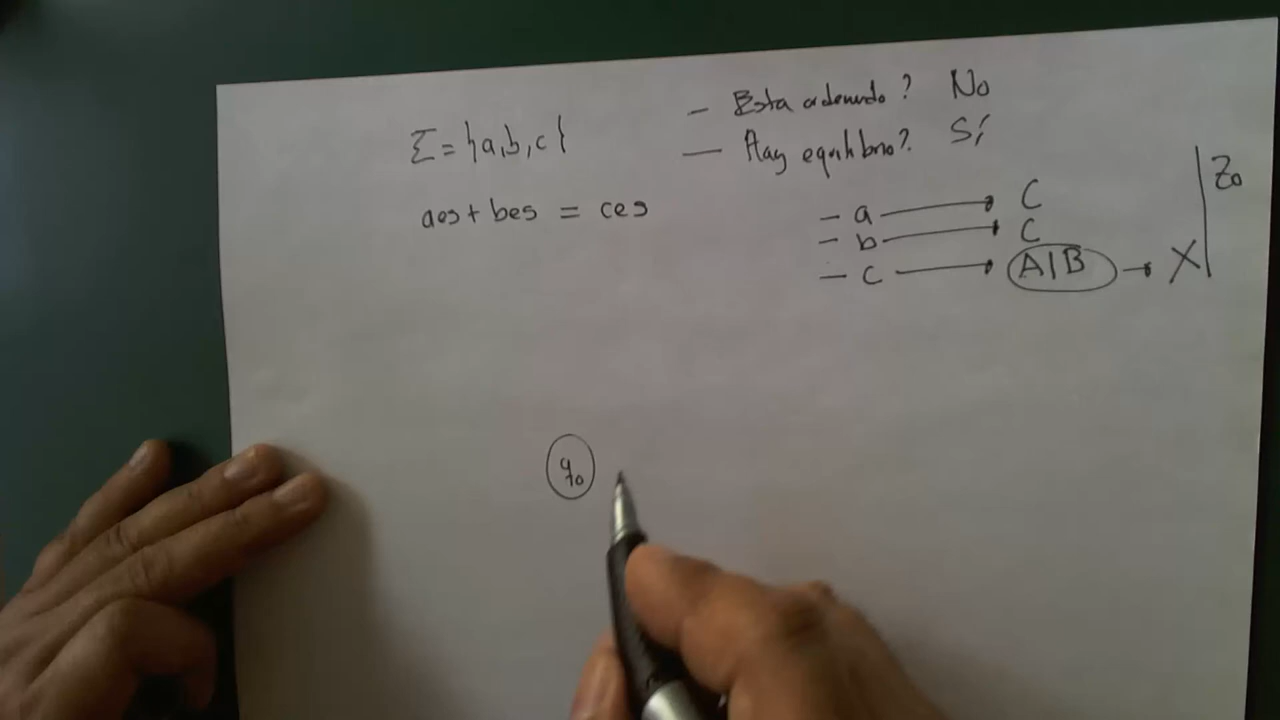 - Esta ordenado? No
Σ = {a,b,c}
- Hay equilibrio? Sí
aes + bes = ces
- a → C
- b → C
- c → A/B → X
Z0
q0